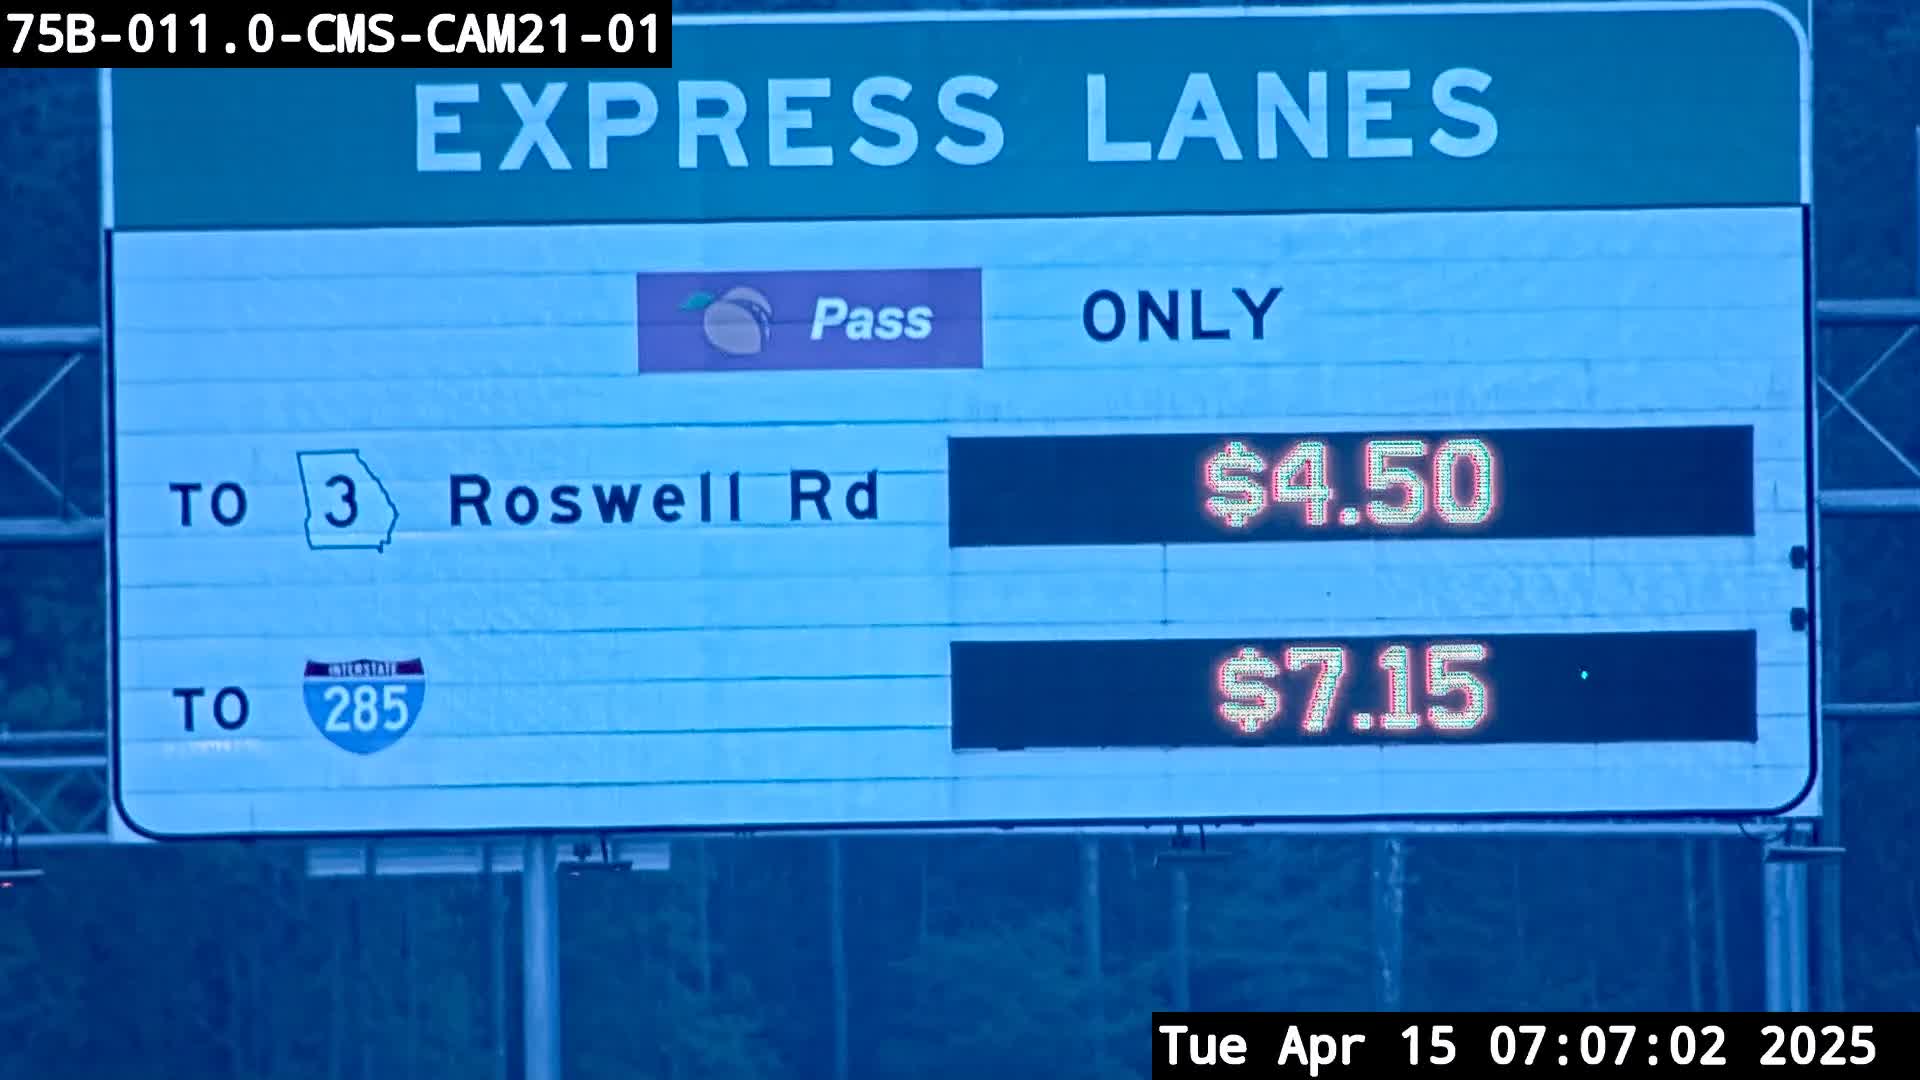 75B-011.0-CMS-CAM21-01
EXPRESS LANES
Pass ONLY
TO 3 Roswell Rd $4.50
INTERSTATE
TO 285 $7.15
Tue Apr 15 07:07:02 2025